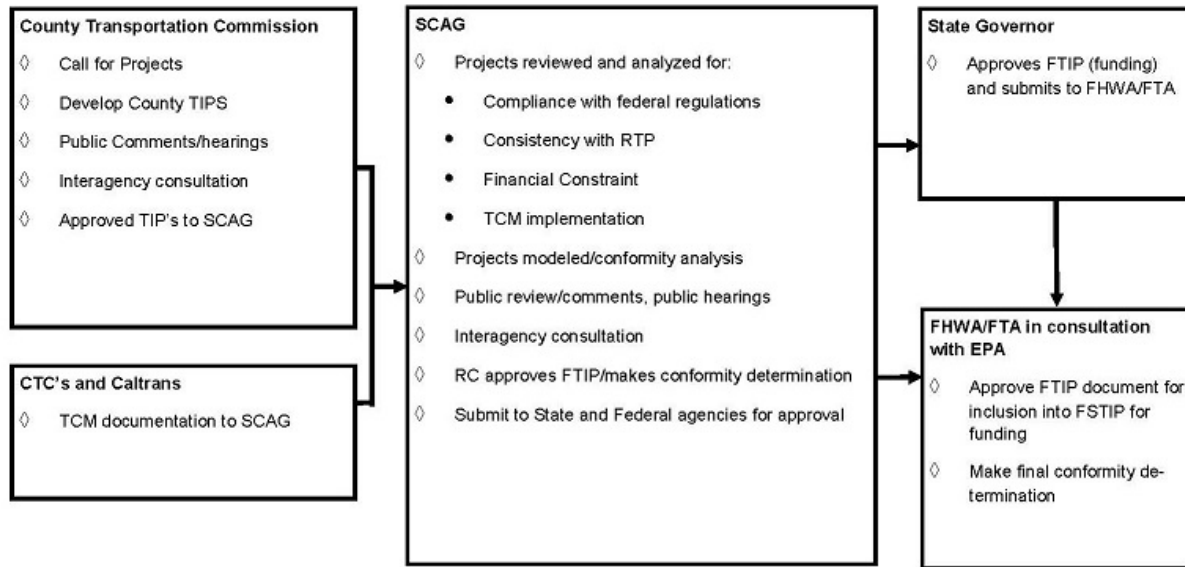 County Transportation Commission
◊ Call for Projects
◊ Develop County TIPS
◊ Public Comments/hearings
◊ Interagency consultation
◊ Approved TIP's to SCAG
CTC's and Caltrans
◊ TCM documentation to SCAG
SCAG
◊ Projects reviewed and analyzed for:
• Compliance with federal regulations
• Consistency with RTP
• Financial Constraint
• TCM implementation
◊ Projects modeled/conformity analysis
◊ Public review/comments, public hearings
◊ Interagency consultation
◊ RC approves FTIP/makes conformity determination
◊ Submit to State and Federal agencies for approval
State Governor
◊ Approves FTIP (funding)
and submits to FHWA/FTA
FHWA/FTA in consultation
with EPA
◊ Approve FTIP document for
inclusion into FSTIP for
funding
◊ Make final conformity de-
termination